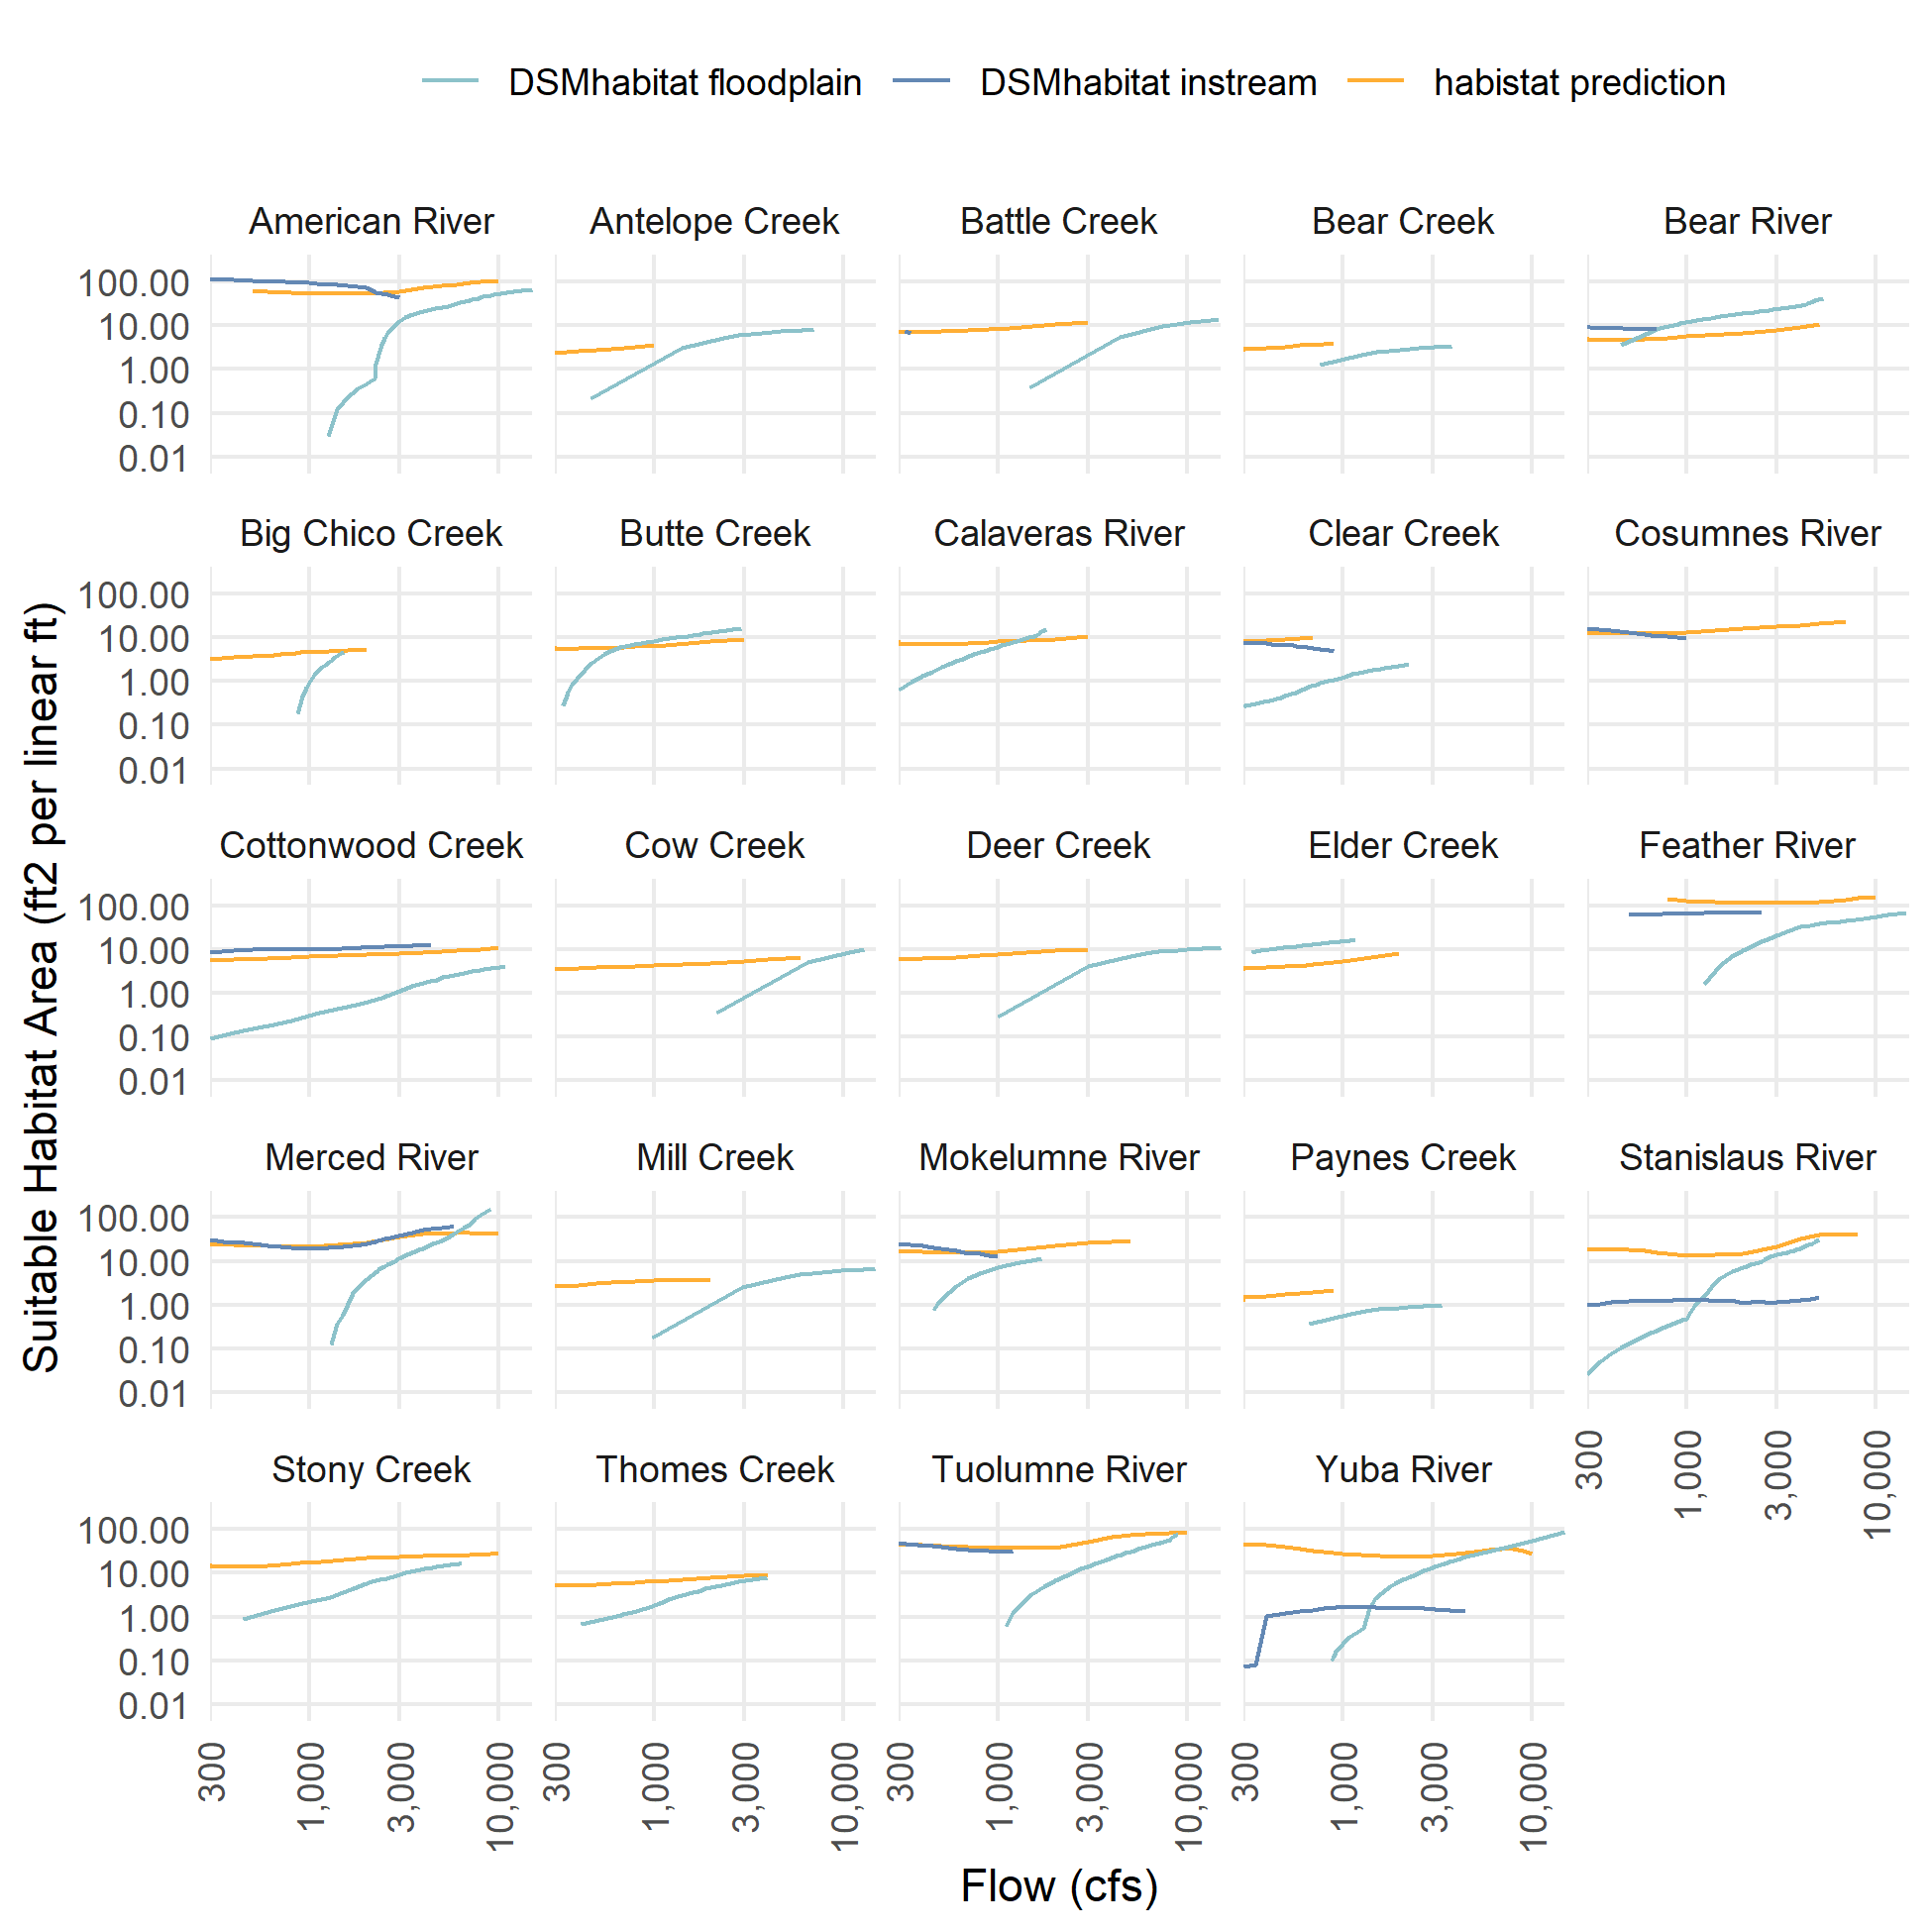 DSMhabitat floodplain DSMhabitat instream habistat prediction
American River Antelope Creek Battle Creek Bear Creek Bear River
100.00
10.00
1.00
0.10
0.01
Big Chico Creek Butte Creek Calaveras River Clear Creek Cosumnes River
100.00
10.00
1.00
0.10
0.01
Cottonwood Creek Cow Creek Deer Creek Elder Creek Feather River
100.00
10.00
1.00
0.10
0.01
Merced River Mill Creek Mokelumne River Paynes Creek Stanislaus River
100.00
10.00
1.00
0.10
0.01
300 1,000 3,000 10,000
Stony Creek Thomes Creek Tuolumne River Yuba River
100.00
10.00
1.00
0.10
0.01
300 1,000 3,000 10,000 300 1,000 3,000 10,000 300 1,000 3,000 10,000 300 1,000 3,000 10,000
Flow (cfs)
Suitable Habitat Area (ft2 per linear ft)